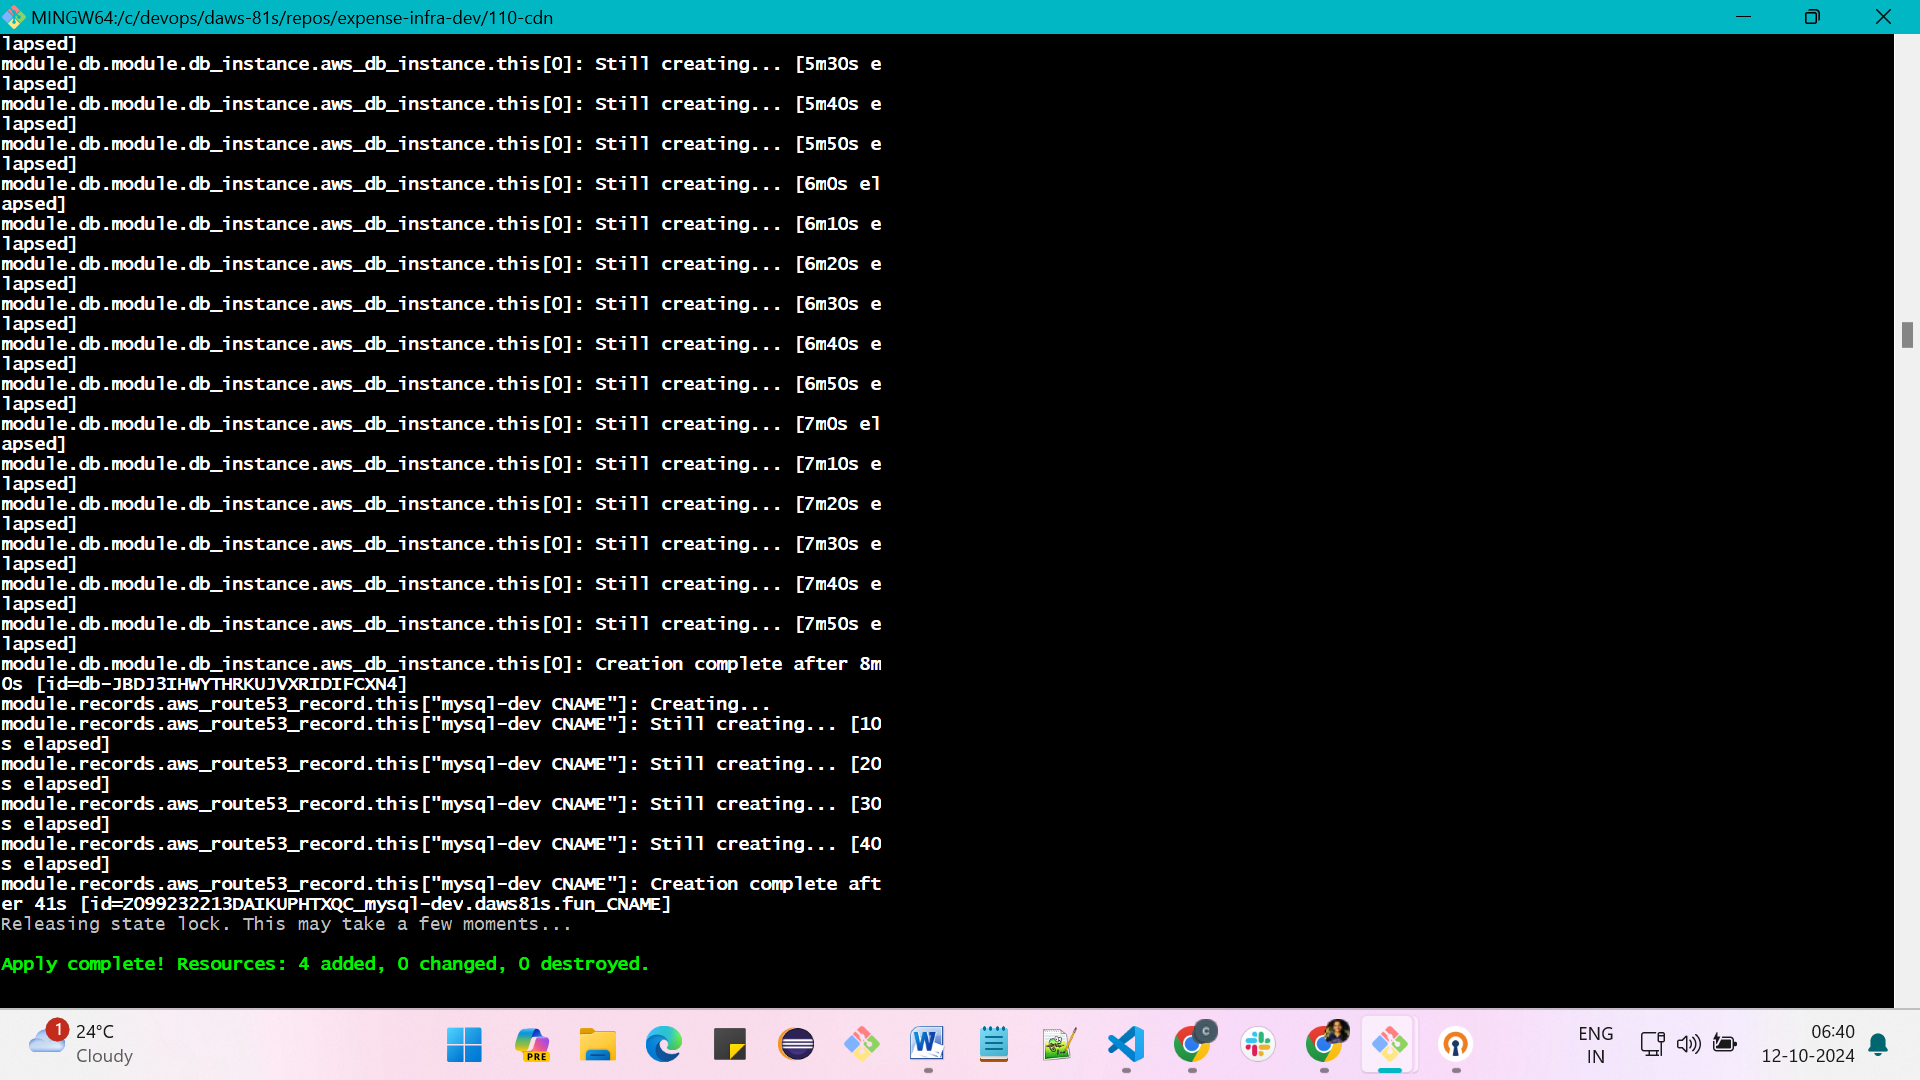 MINGW64:/c/devops/daws-81s/repos/expense-infra-dev/110-cdn
lapsed]
module.db.module.db_instance.aws_db_instance.this[0]: Still creating... [5m30s e
lapsed]
module.db.module.db_instance.aws_db_instance.this[0]: Still creating... [5m40s e
lapsed]
module.db.module.db_instance.aws_db_instance.this[0]: Still creating... [5m50s e
lapsed]
module.db.module.db_instance.aws_db_instance.this[0]: Still creating... [6m0s el
apsed]
module.db.module.db_instance.aws_db_instance.this[0]: Still creating... [6m10s e
lapsed]
module.db.module.db_instance.aws_db_instance.this[0]: Still creating... [6m20s e
lapsed]
module.db.module.db_instance.aws_db_instance.this[0]: Still creating... [6m30s e
lapsed]
module.db.module.db_instance.aws_db_instance.this[0]: Still creating... [6m40s e
lapsed]
module.db.module.db_instance.aws_db_instance.this[0]: Still creating... [6m50s e
lapsed]
module.db.module.db_instance.aws_db_instance.this[0]: Still creating... [7m0s el
apsed]
module.db.module.db_instance.aws_db_instance.this[0]: Still creating... [7m10s e
lapsed]
module.db.module.db_instance.aws_db_instance.this[0]: Still creating... [7m20s e
lapsed]
module.db.module.db_instance.aws_db_instance.this[0]: Still creating... [7m30s e
lapsed]
module.db.module.db_instance.aws_db_instance.this[0]: Still creating... [7m40s e
lapsed]
module.db.module.db_instance.aws_db_instance.this[0]: Still creating... [7m50s e
lapsed]
module.db.module.db_instance.aws_db_instance.this[0]: Creation complete after 8m
0s [id=db-JBDJ3IHWYTHRKUJVXRIDIFCXN4]
module.records.aws_route53_record.this["mysql-dev CNAME"]: Creating...
module.records.aws_route53_record.this["mysql-dev CNAME"]: Still creating... [10
s elapsed]
module.records.aws_route53_record.this["mysql-dev CNAME"]: Still creating... [20
s elapsed]
module.records.aws_route53_record.this["mysql-dev CNAME"]: Still creating... [30
s elapsed]
module.records.aws_route53_record.this["mysql-dev CNAME"]: Still creating... [40
s elapsed]
module.records.aws_route53_record.this["mysql-dev CNAME"]: Creation complete aft
er 41s [id=Z099232213DAIKUPHTXQC_mysql-dev.daws81s.fun_CNAME]
Releasing state lock. This may take a few moments...
Apply complete! Resources: 4 added, 0 changed, 0 destroyed.
1
24°C
Cloudy
PRE
W
c
ENG
IN
06:40
12-10-2024